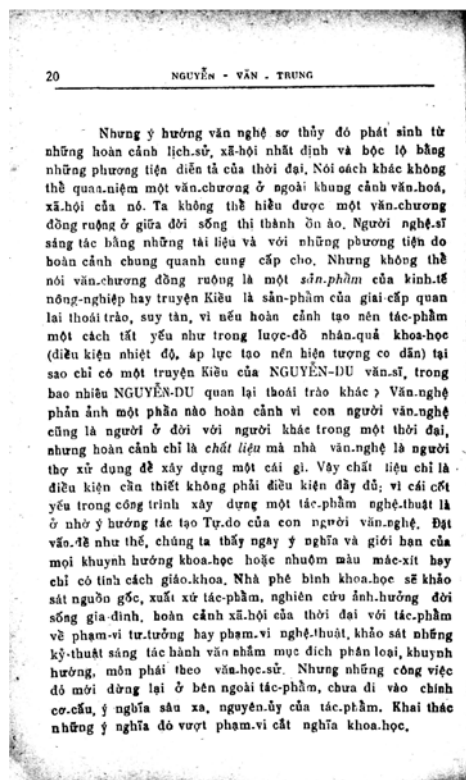 20
NGUYỄN - VĂN - TRUNG
Nhưng ý hướng văn nghệ sơ thủy đó phát sinh từ
những hoàn cảnh lịch-sử, xã-hội nhất định và bộc lộ bằng
những phương tiện diễn tả của thời đại. Nói cách khác không
thể quan-niệm một văn-chương ở ngoài khung cảnh văn-hoá,
xã-hội của nó. Ta không thể hiểu được một văn-chương
đồng ruộng ở giữa đời sống thị thành ồn ào. Người nghệ-sĩ
sáng tác bằng những tài liệu và với những phương tiện do
hoàn cảnh chung quanh cung cấp cho. Nhưng không thể
nói văn-chương đồng ruộng là một sản-phẩm của kinh-tế
nông-nghiệp hay truyện Kiều là sản-phẩm của giai-cấp quan
lại thoái trào, suy tàn, vì nếu hoàn cảnh tạo nên tác-phẩm
một cách tất yếu như trong lược-đồ nhân-quả khoa-học
(điều kiện nhiệt độ, áp lực tạo nên hiện tượng co dãn) tại
sao chỉ có một truyện Kiều của NGUYỄN-DU văn-sĩ, trong
bao nhiêu NGUYỄN-DU quan lại thoái trào khác ? Văn-nghệ
phản ảnh một phần nào hoàn cảnh vì con người văn-nghệ
cũng là người ở đời với người khác trong một thời đại,
nhưng hoàn cảnh chỉ là chất liệu mà nhà văn-nghệ là người
thợ xử dụng để xây dựng một cái gì. Vậy chất liệu chỉ là
điều kiện cần thiết không phải điều kiện đầy đủ; vì cái cốt
yếu trong công trình xây dựng một tác-phẩm nghệ-thuật là
ở nhờ ý hướng tác tạo Tự-do của con người văn-nghệ. Đặt
vấn-đề như thế, chúng ta thấy ngay ý nghĩa và giới hạn của
mọi khuynh hướng khoa-học hoặc nhuộm màu mác-xít hay
chỉ có tính cách giáo-khoa. Nhà phê bình khoa-học sẽ khảo
sát nguồn gốc, xuất xứ tác-phẩm, nghiên cứu ảnh-hưởng đời
sống gia-đình, hoàn cảnh xã-hội của thời đại với tác-phẩm
về phạm-vi tư-tưởng hay phạm-vi nghệ-thuật, khảo sát những
kỹ-thuật sáng tác hành văn nhằm mục đích phân loại, khuynh
hướng, môn phái theo văn-học-sử. Nhưng những công việc
đó mới dừng lại ở bên ngoài tác-phẩm, chưa đi vào chính
cơ-cấu, ý nghĩa sâu xa, nguyên-ủy của tác-phẩm. Khai thác
những ý nghĩa đó vượt phạm-vi cắt nghĩa khoa-học.